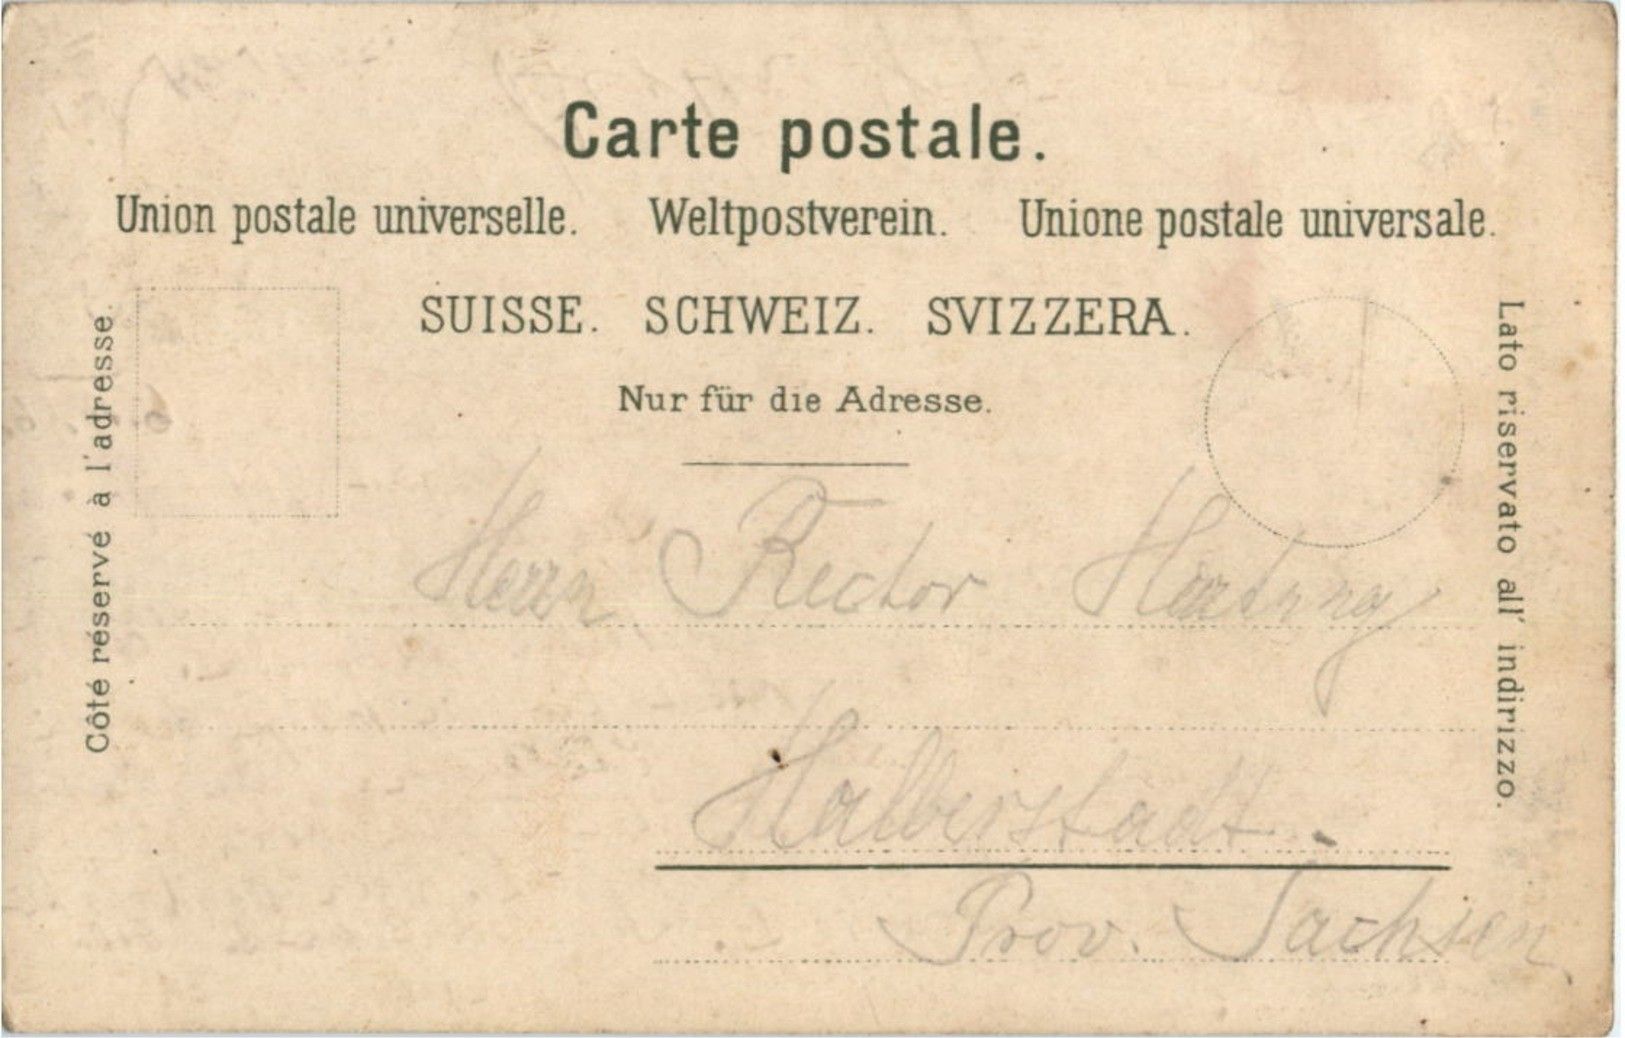 Carte postale.
Union postale universelle. Weltpostverein. Unione postale universale.
SUISSE. SCHWEIZ. SVIZZERA.
Nur für die Adresse.
Côté réservé à l'adresse.
Lato riservato all' indirizzo.
Herrn Rector Hartung
Halberstadt.
Prov. Sachsen.